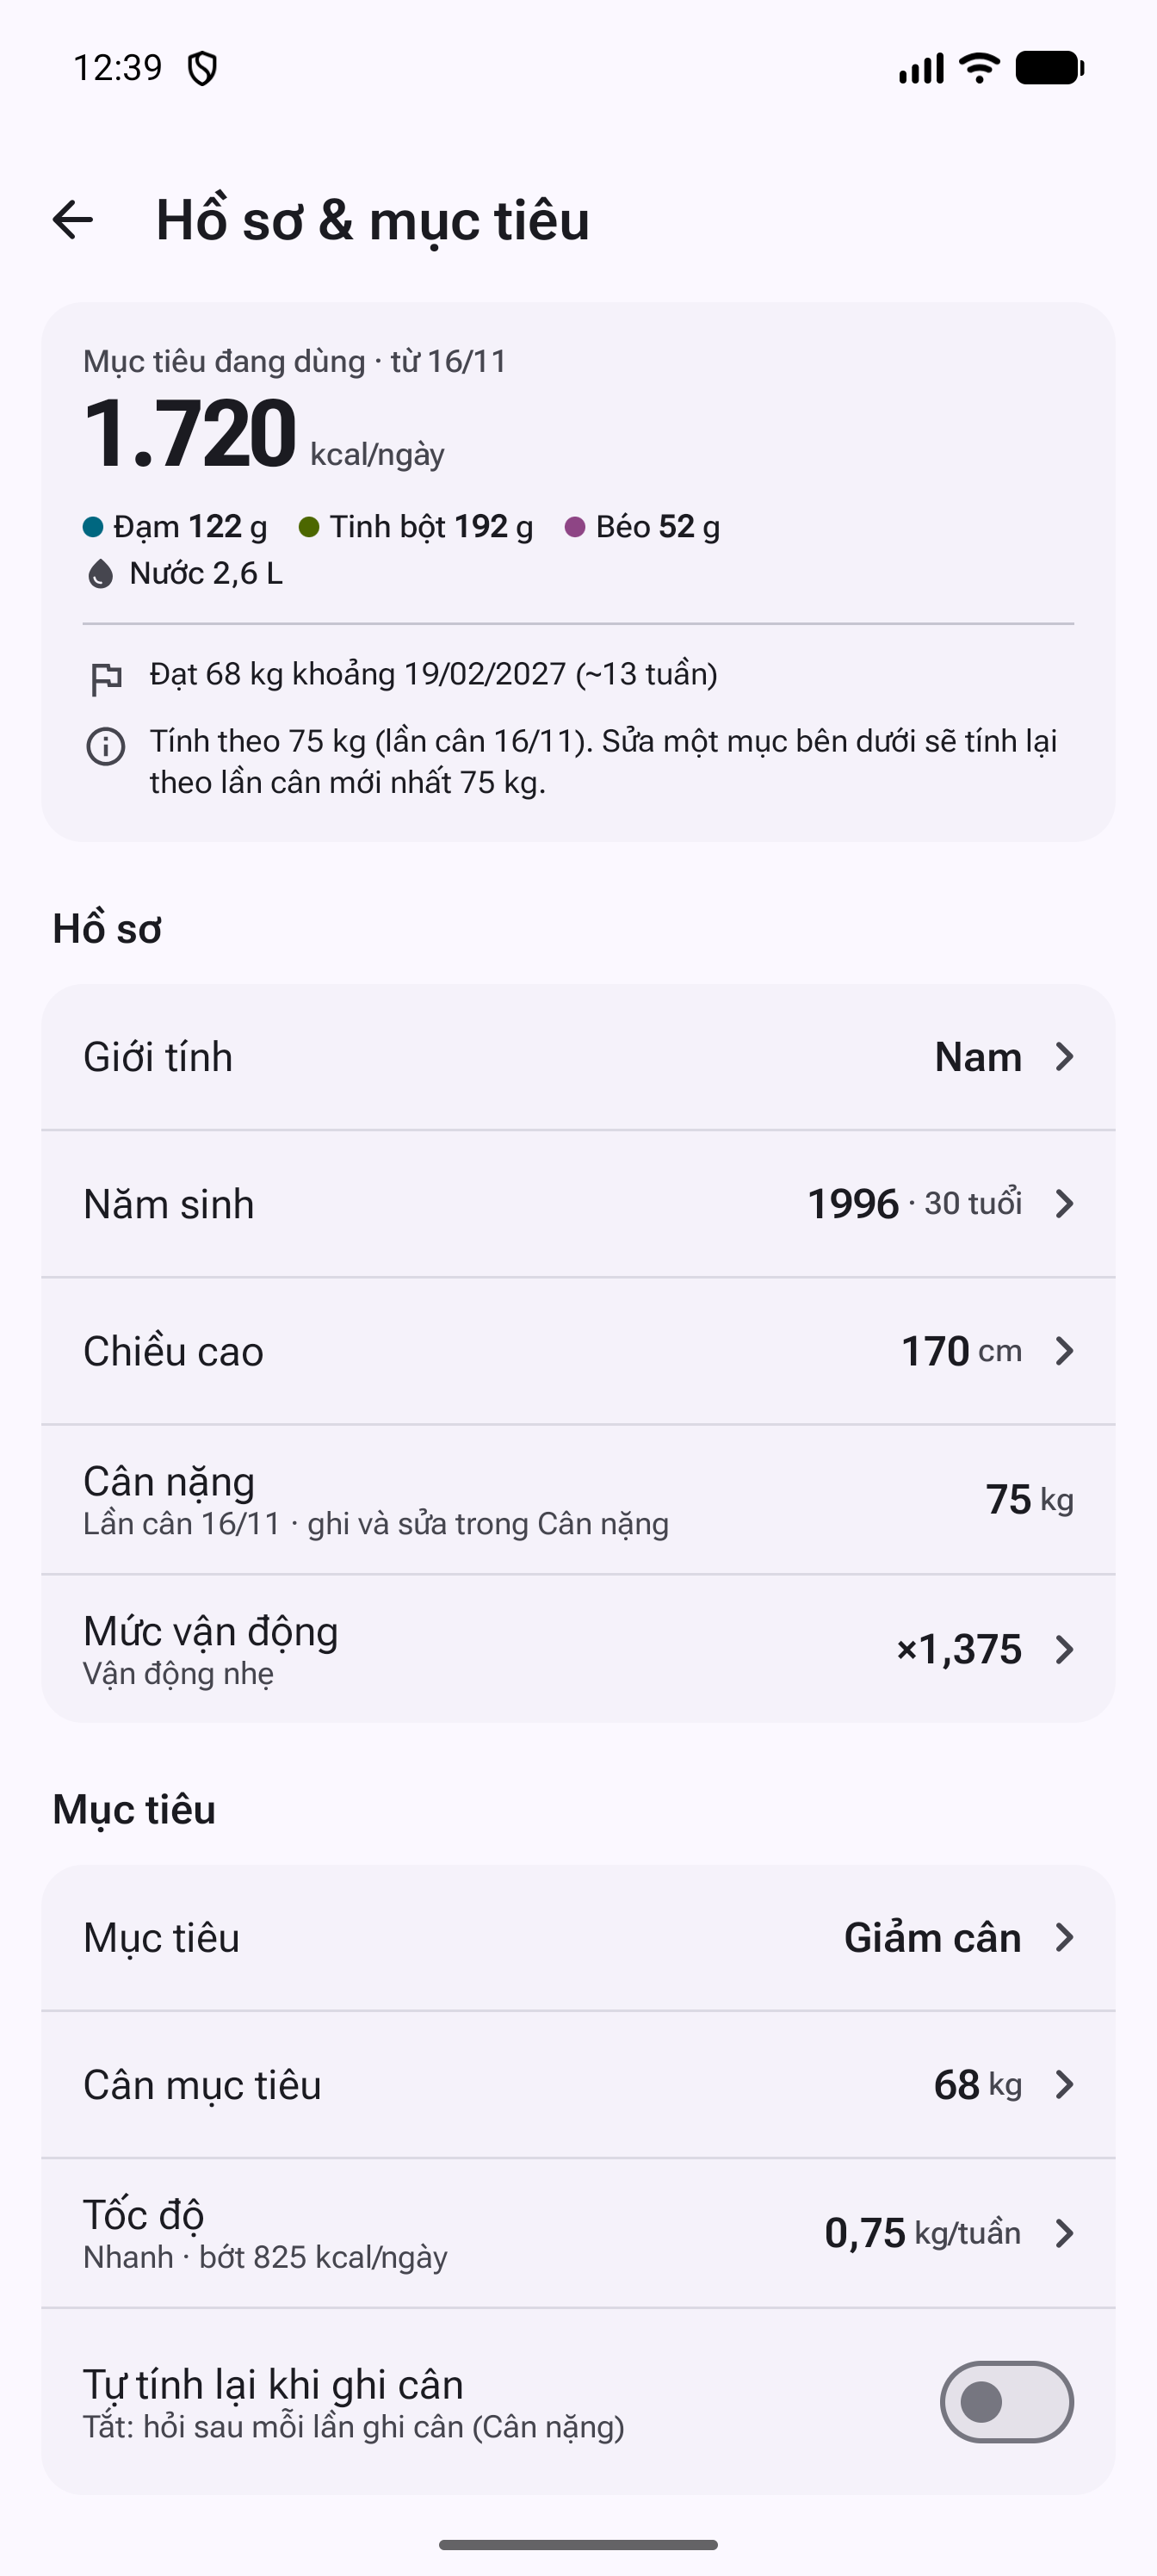 12:39
Hồ sơ & mục tiêu
Mục tiêu đang dùng · từ 16/11
1.720 kcal/ngày
Đạm 122 g Tinh bột 192 g Béo 52 g
Nước 2,6 L
Đạt 68 kg khoảng 19/02/2027 (~13 tuần)
Tính theo 75 kg (lần cân 16/11). Sửa một mục bên dưới sẽ tính lại
theo lần cân mới nhất 75 kg.
Hồ sơ
Giới tính Nam
Năm sinh 1996 · 30 tuổi
Chiều cao 170 cm
Cân nặng 75 kg
Lần cân 16/11 · ghi và sửa trong Cân nặng
Mức vận động ×1,375
Vận động nhẹ
Mục tiêu
Mục tiêu Giảm cân
Cân mục tiêu 68 kg
Tốc độ 0,75 kg/tuần
Nhanh · bớt 825 kcal/ngày
Tự tính lại khi ghi cân
Tắt: hỏi sau mỗi lần ghi cân (Cân nặng)